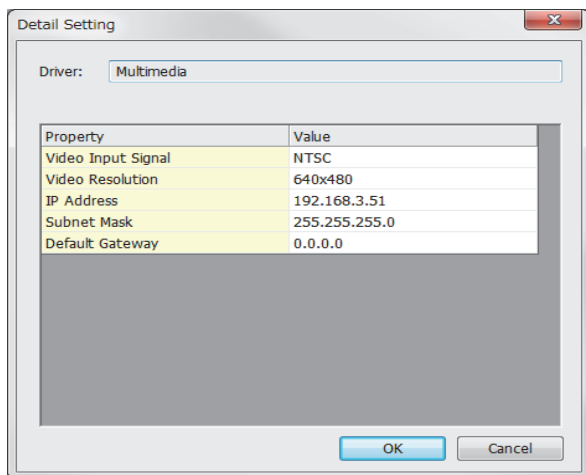 Detail Setting
Driver: Multimedia
Property Value
Video Input Signal NTSC
Video Resolution 640x480
IP Address 192.168.3.51
Subnet Mask 255.255.255.0
Default Gateway 0.0.0.0
OK Cancel